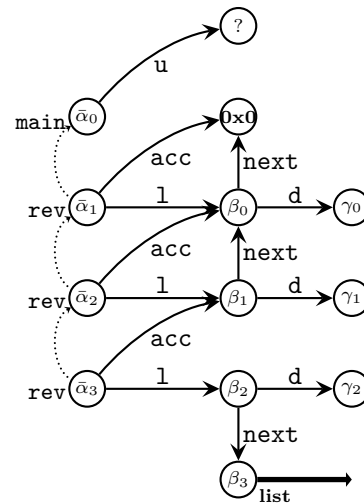 ?
u
main ᾱ₀ 0x0
acc next
rev ᾱ₁ l β₀ d γ₀
acc next
rev ᾱ₂ l β₁ d γ₁
acc
rev ᾱ₃ l β₂ d γ₂
next
β₃
list